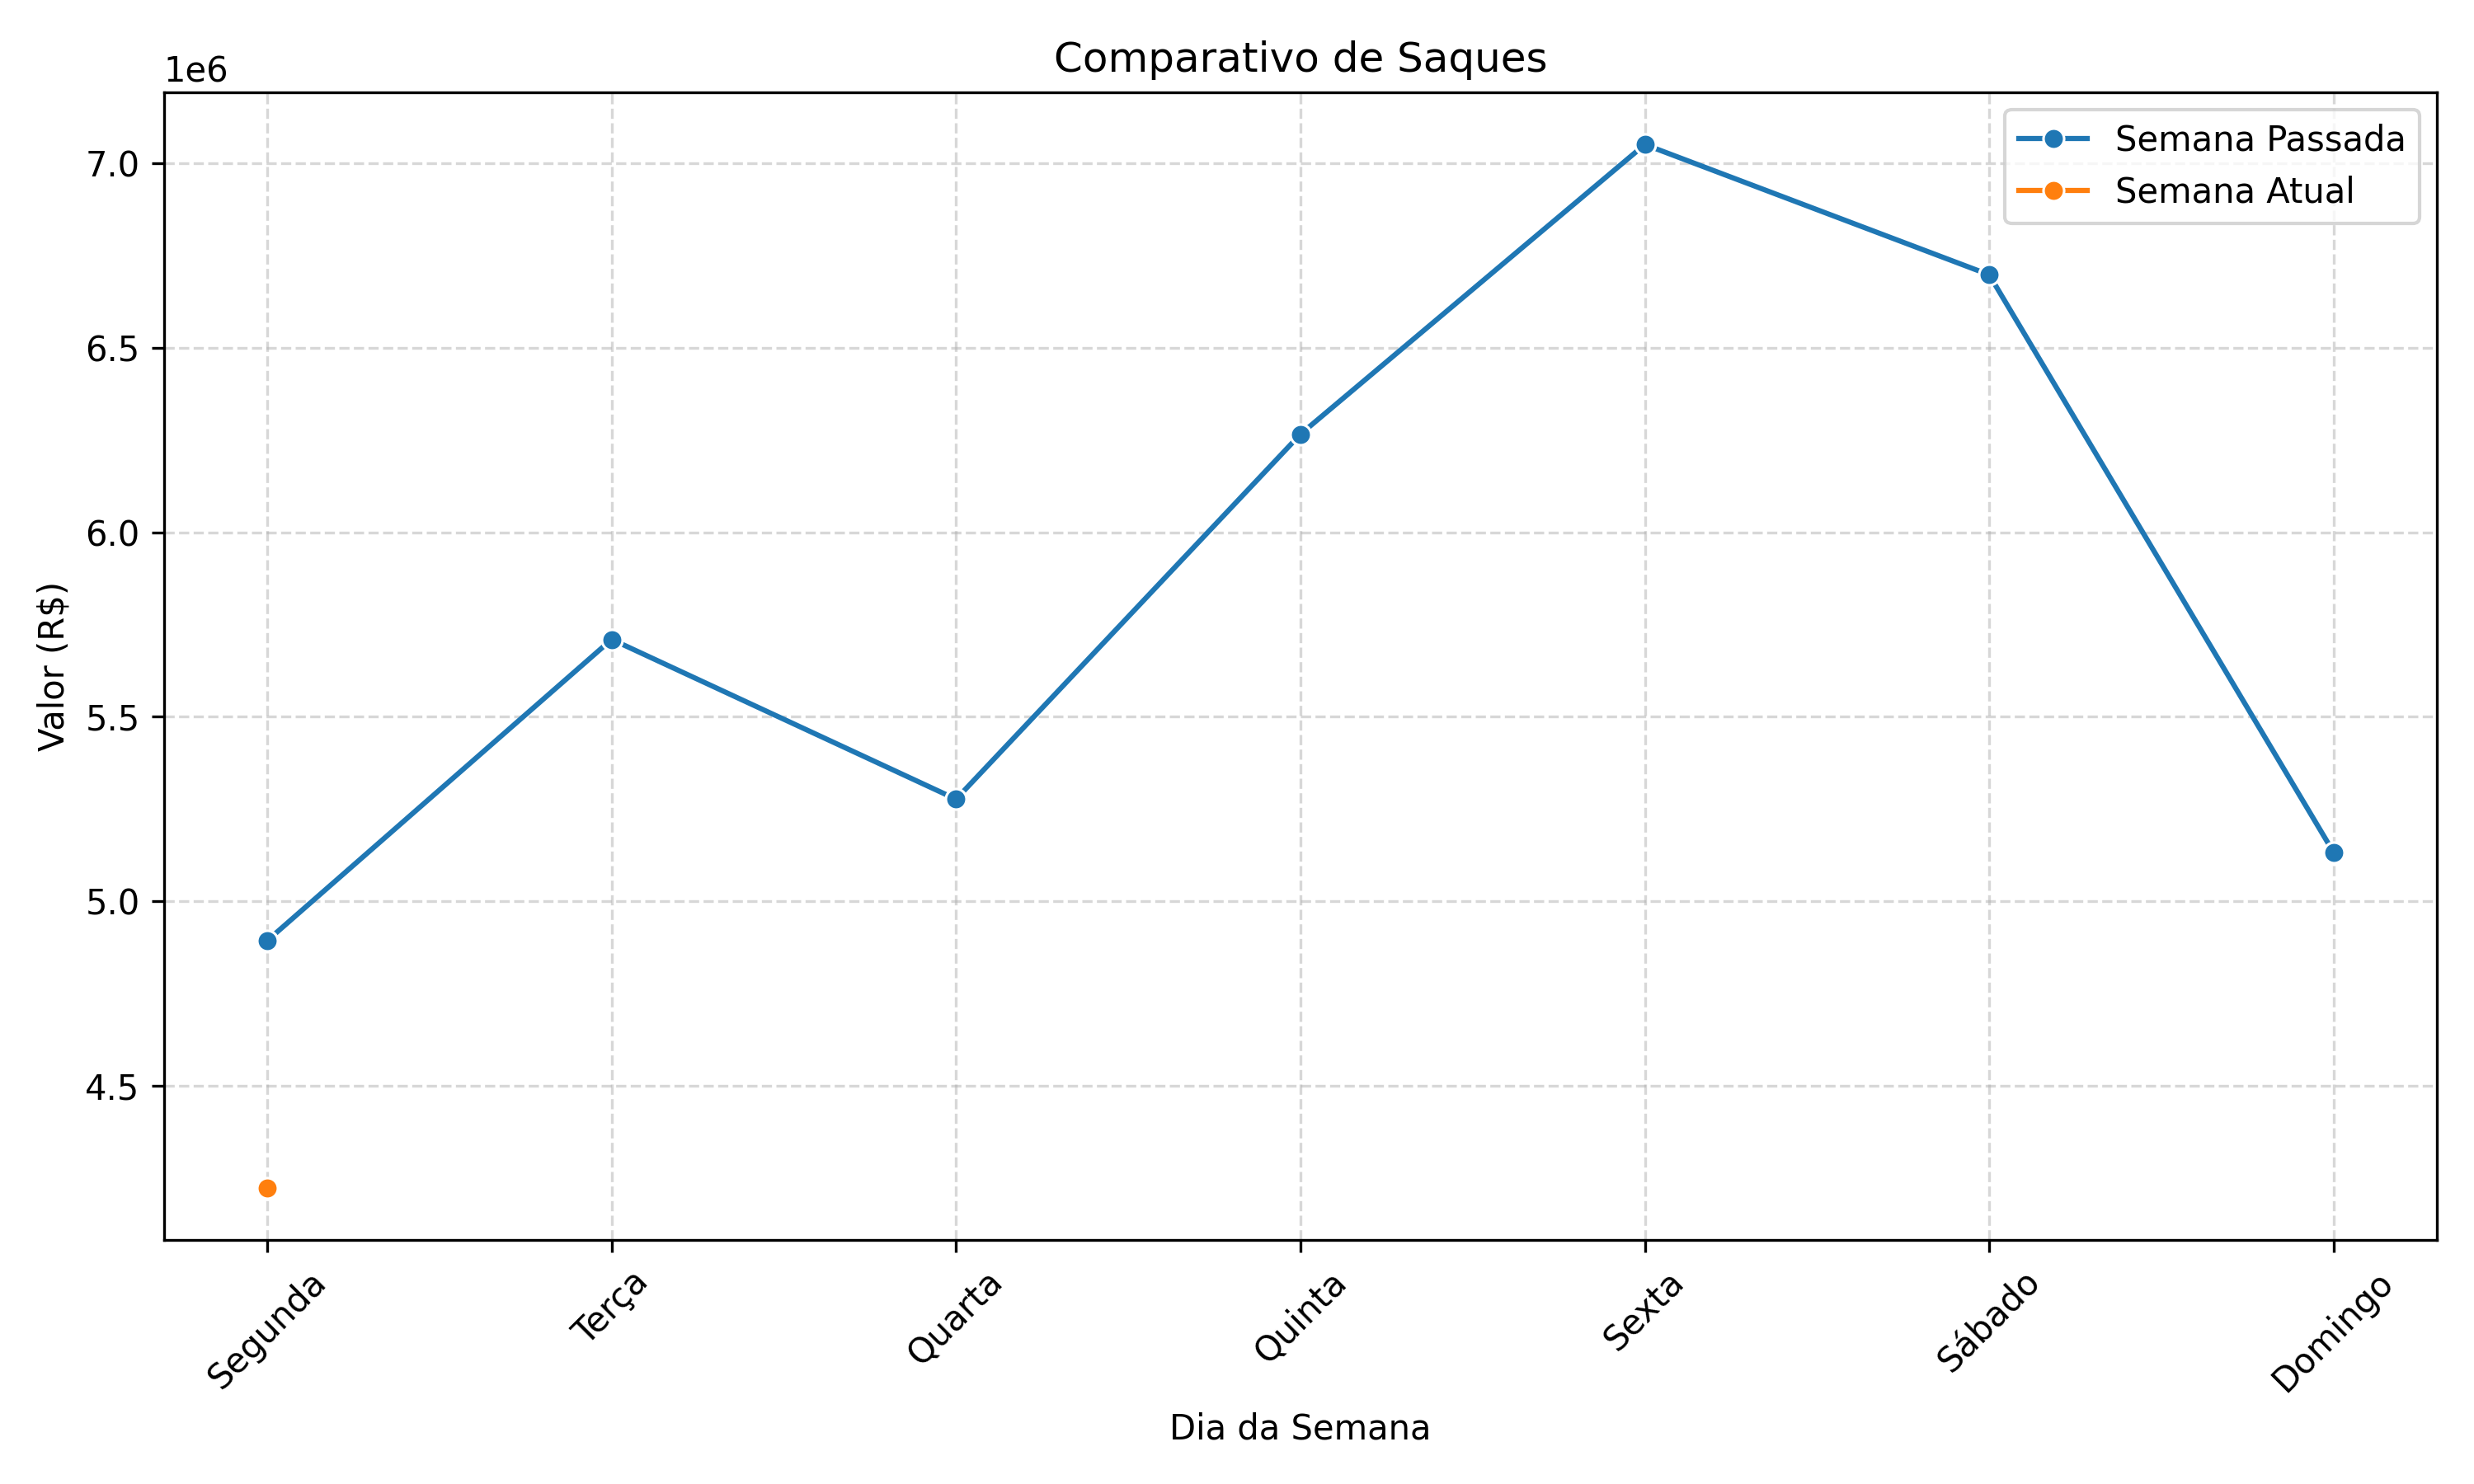 Comparativo de Saques
1e6
Semana Passada
Semana Atual
7.0
6.5
6.0
5.5
5.0
4.5
Valor (R$)
Segunda
Terça
Quarta
Quinta
Sexta
Sábado
Domingo
Dia da Semana